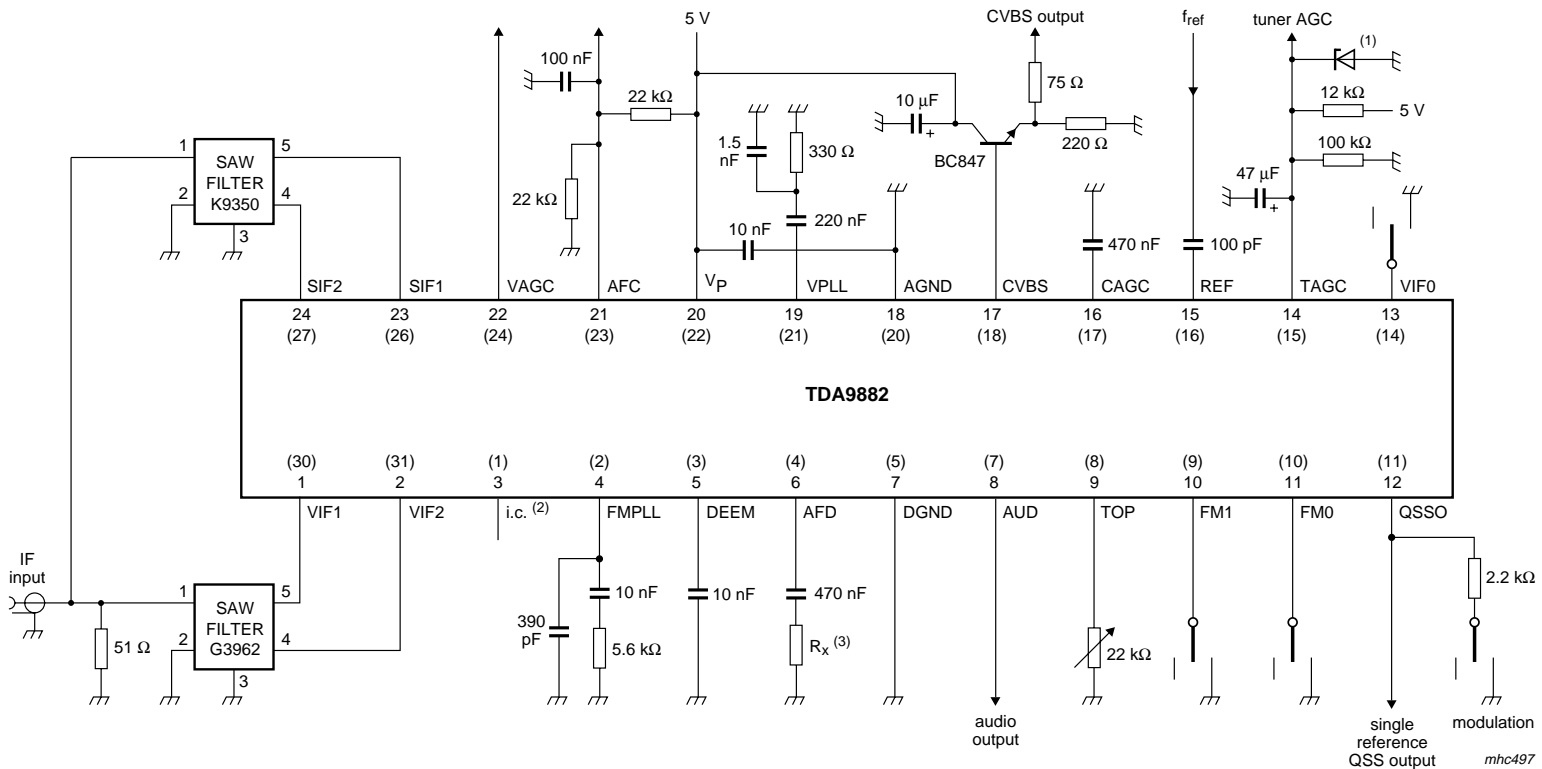 5 V
CVBS output
f_ref
tuner AGC
100 nF
(1)
75 Ω
22 kΩ
10 μF
+
12 kΩ
5 V
1.5 nF
330 Ω
BC847
220 Ω
100 kΩ
1
5
SAW
FILTER
K9350
2
4
3
22 kΩ
47 μF
+
220 nF
10 nF
470 nF
100 pF
SIF2
SIF1
VAGC
AFC
V_P
VPLL
AGND
CVBS
CAGC
REF
TAGC
VIF0
24
23
22
21
20
19
18
17
16
15
14
13
(27)
(26)
(24)
(23)
(22)
(21)
(20)
(18)
(17)
(16)
(15)
(14)
TDA9882
(30)
(31)
(1)
(2)
(3)
(4)
(5)
(7)
(8)
(9)
(10)
(11)
1
2
3
4
5
6
7
8
9
10
11
12
VIF1
VIF2
i.c. (2)
FMPLL
DEEM
AFD
DGND
AUD
TOP
FM1
FM0
QSSO
IF
input
1
5
SAW
FILTER
G3962
2
4
3
51 Ω
390
pF
10 nF
5.6 kΩ
10 nF
470 nF
R_x (3)
22 kΩ
2.2 kΩ
audio
output
single
reference
QSS output
modulation
mhc497